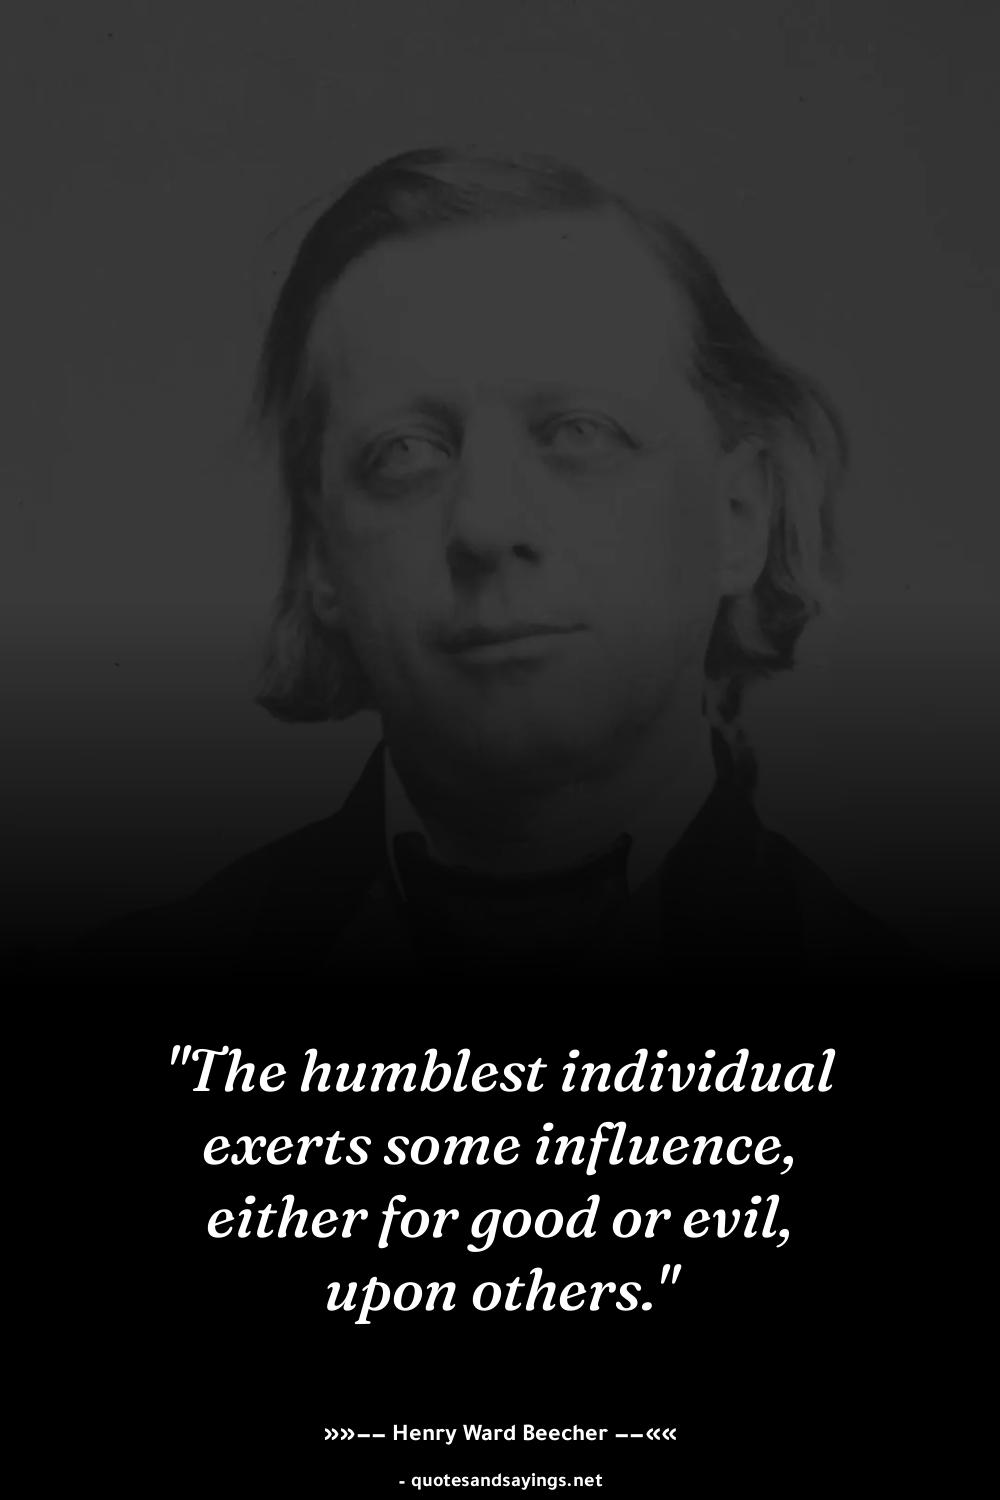 "The humblest individual
exerts some influence,
either for good or evil,
upon others."
»»—— Henry Ward Beecher ——««
- quotesandsayings.net